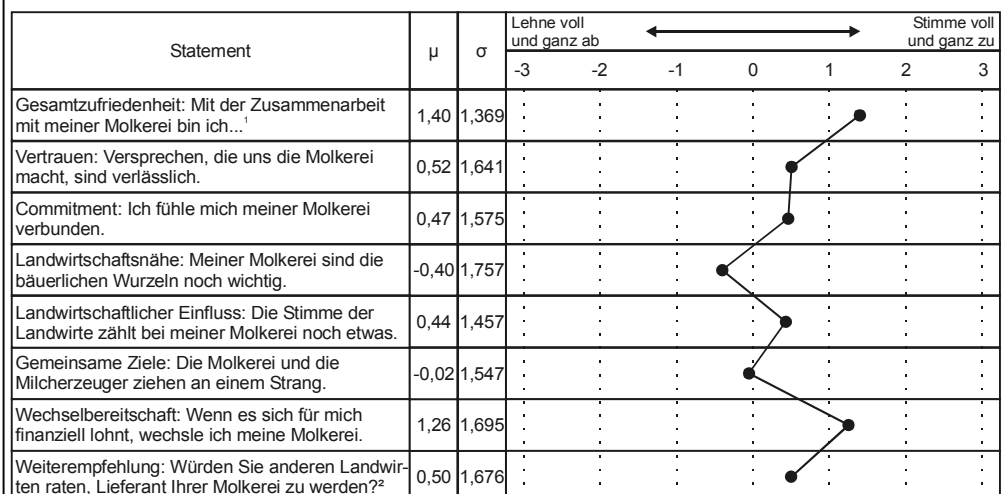 Statement μ σ Lehne voll und ganz ab Stimme voll und ganz zu
-3 -2 -1 0 1 2 3
Gesamtzufriedenheit: Mit der Zusammenarbeit
mit meiner Molkerei bin ich...¹ 1,40 1,369
Vertrauen: Versprechen, die uns die Molkerei
macht, sind verlässlich. 0,52 1,641
Commitment: Ich fühle mich meiner Molkerei
verbunden. 0,47 1,575
Landwirtschaftsnähe: Meiner Molkerei sind die
bäuerlichen Wurzeln noch wichtig. -0,40 1,757
Landwirtschaftlicher Einfluss: Die Stimme der
Landwirte zählt bei meiner Molkerei noch etwas. 0,44 1,457
Gemeinsame Ziele: Die Molkerei und die
Milcherzeuger ziehen an einem Strang. -0,02 1,547
Wechselbereitschaft: Wenn es sich für mich
finanziell lohnt, wechsle ich meine Molkerei. 1,26 1,695
Weiterempfehlung: Würden Sie anderen Landwir-
ten raten, Lieferant Ihrer Molkerei zu werden?² 0,50 1,676